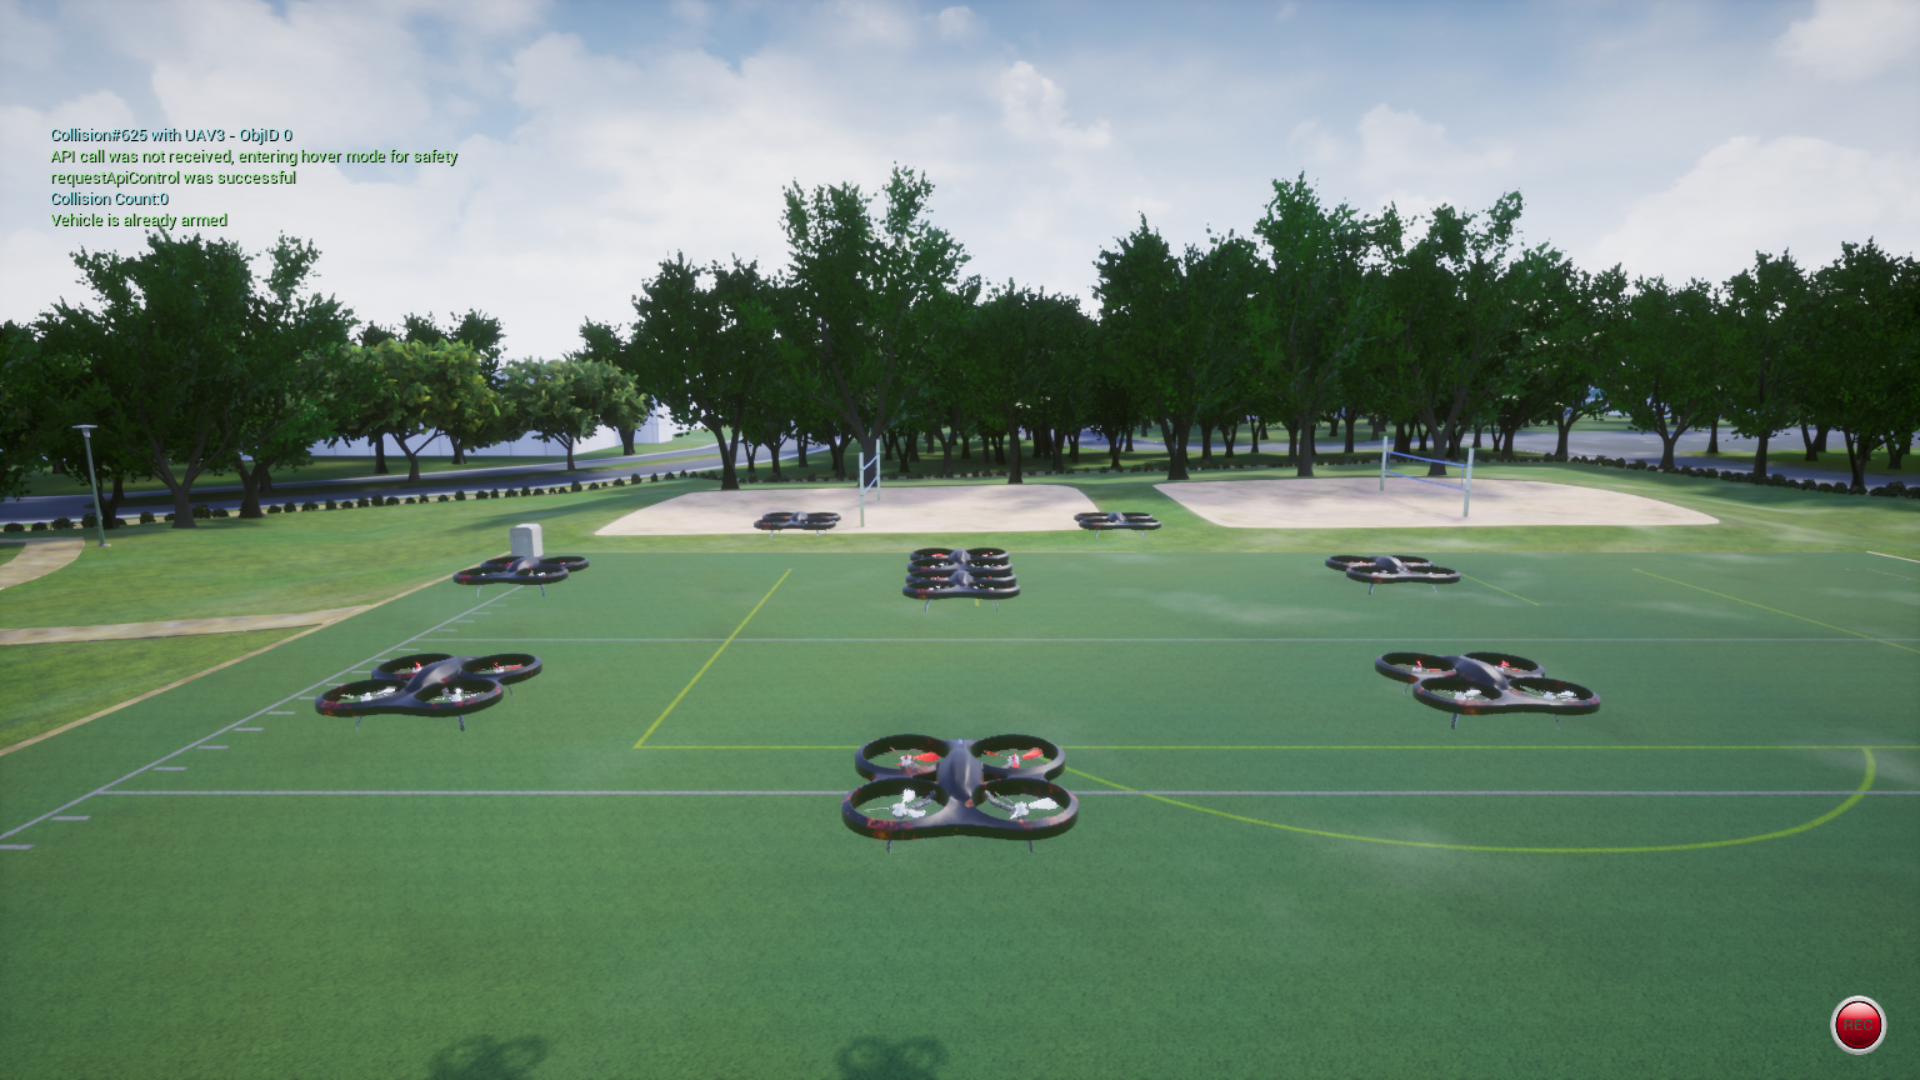 Collision#625 with UAV3 - ObjID 0
API call was not received, entering hover mode for safety
requestApiControl was successful
Collision Count:0
Vehicle is already armed
REC